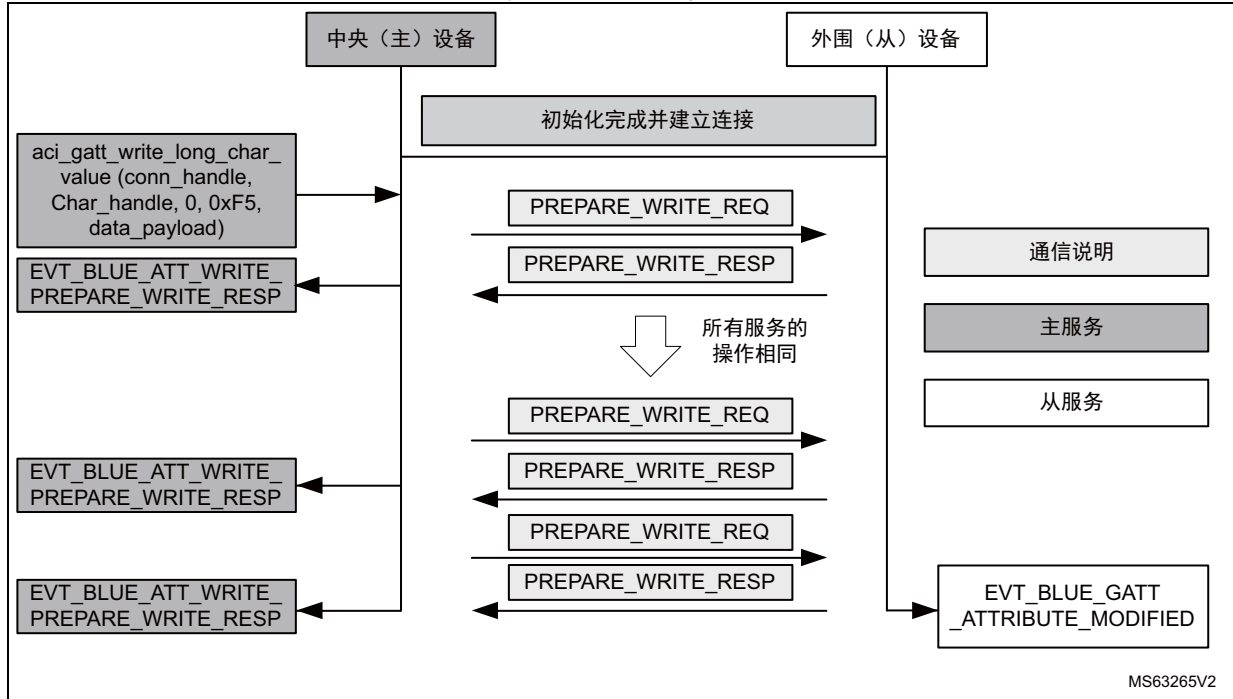 中央（主）设备
外围（从）设备
初始化完成并建立连接
aci_gatt_write_long_char_
value (conn_handle,
Char_handle, 0, 0xF5,
data_payload)
PREPARE_WRITE_REQ
PREPARE_WRITE_RESP
EVT_BLUE_ATT_WRITE_
PREPARE_WRITE_RESP
通信说明
所有服务的
操作相同
主服务
从服务
PREPARE_WRITE_REQ
PREPARE_WRITE_RESP
EVT_BLUE_ATT_WRITE_
PREPARE_WRITE_RESP
PREPARE_WRITE_REQ
PREPARE_WRITE_RESP
EVT_BLUE_ATT_WRITE_
PREPARE_WRITE_RESP
EVT_BLUE_GATT
_ATTRIBUTE_MODIFIED
MS63265V2